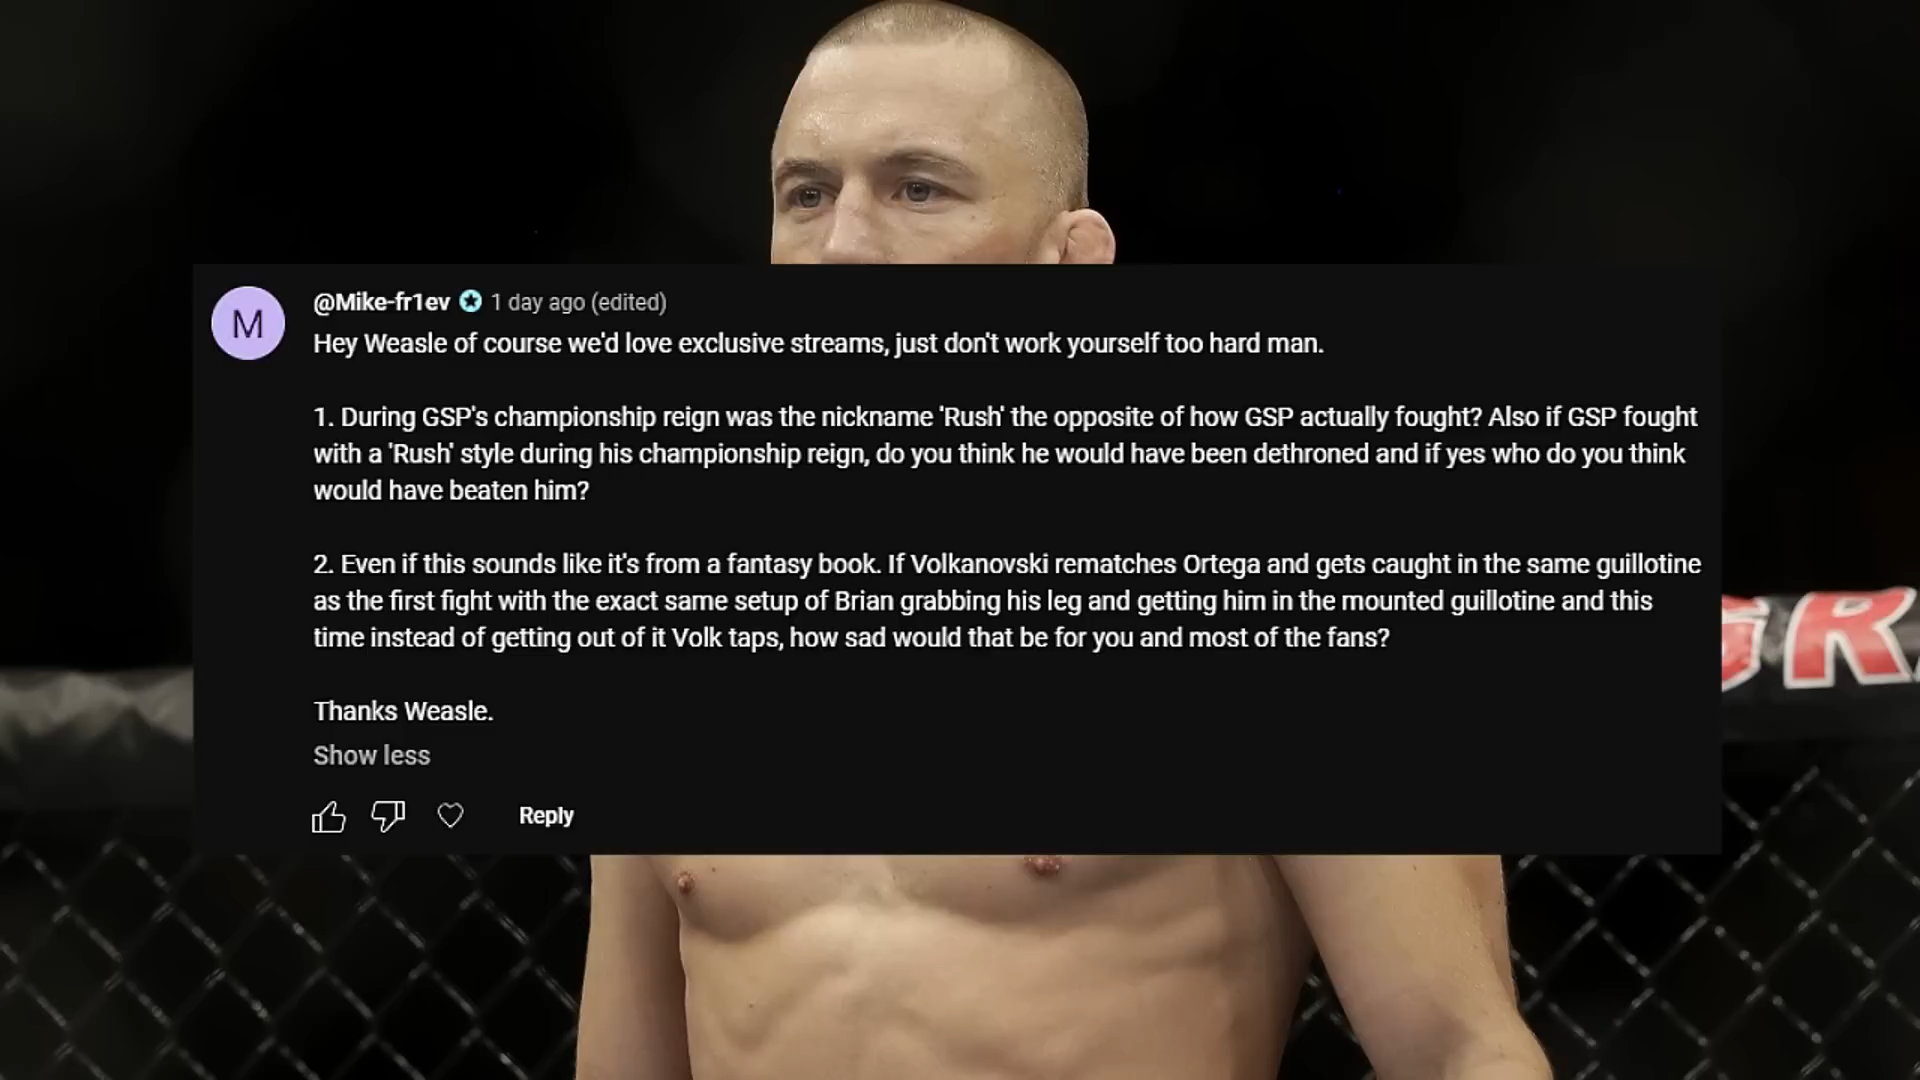 M
@Mike-fr1ev 1 day ago (edited)
Hey Weasle of course we'd love exclusive streams, just don't work yourself too hard man.
1. During GSP's championship reign was the nickname 'Rush' the opposite of how GSP actually fought? Also if GSP fought
with a 'Rush' style during his championship reign, do you think he would have been dethroned and if yes who do you think
would have beaten him?
2. Even if this sounds like it's from a fantasy book. If Volkanovski rematches Ortega and gets caught in the same guillotine
as the first fight with the exact same setup of Brian grabbing his leg and getting him in the mounted guillotine and this
time instead of getting out of it Volk taps, how sad would that be for you and most of the fans?
Thanks Weasle.
Show less
Reply